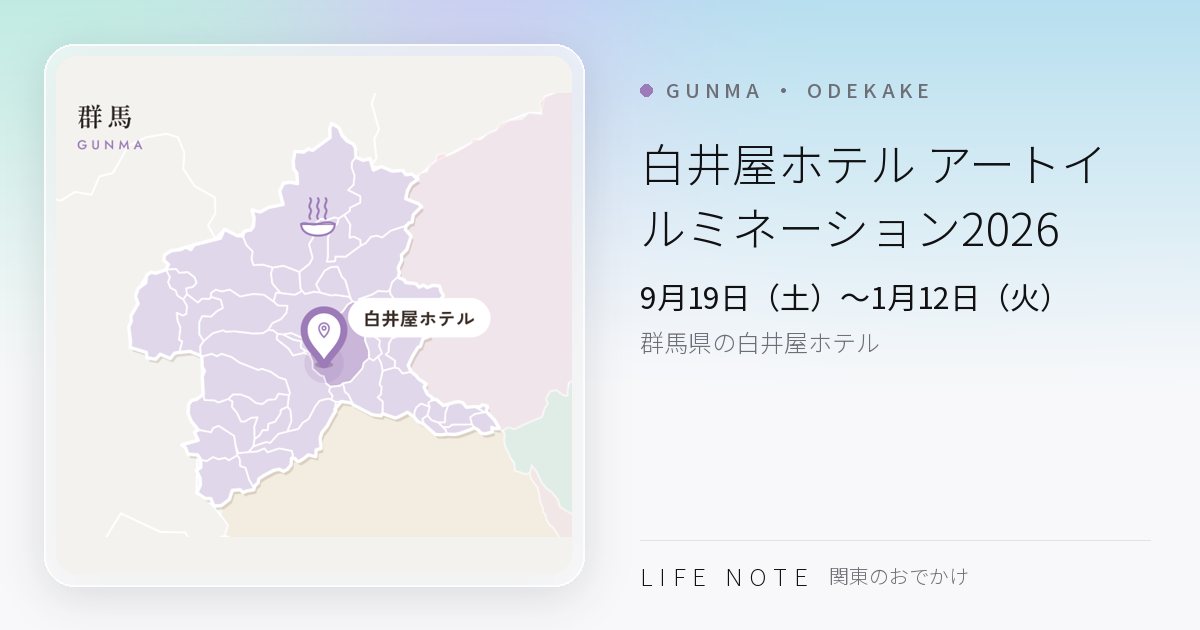 群馬
GUNMA
白井屋ホテル
GUNMA • ODEKAKE
白井屋ホテル アートイ
ルミネーション2026
9月19日（土）〜1月12日（火）
群馬県の白井屋ホテル
LIFE NOTE 関東のおでかけ